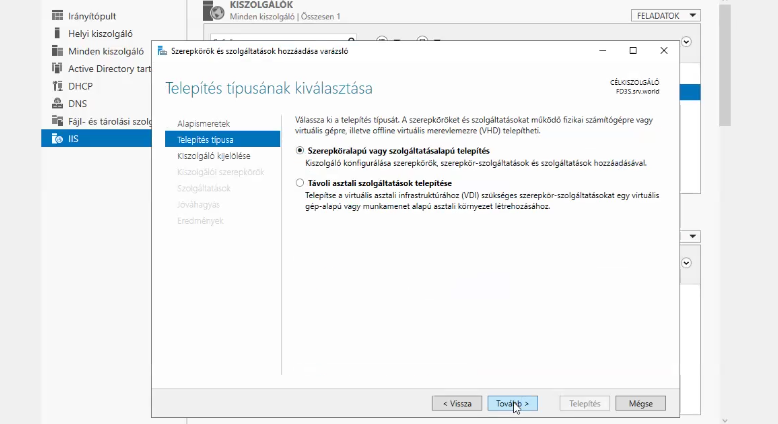 Irányítópult
Helyi kiszolgáló
Minden kiszolgáló
Active Directory tart
DHCP
DNS
Fájl- és tárolási szolg
IIS
KISZOLGÁLÓK
Minden kiszolgáló | Összesen 1
FELADATOK
Szerepkörök és szolgáltatások hozzáadása varázsló
Telepítés típusának kiválasztása
CÉLKISZOLGÁLÓ
FD3S.srv.world
Alapismeretek
Telepítés típusa
Kiszolgáló kijelölése
Kiszolgálói szerepkörök
Szolgáltatások
Jóváhagyás
Eredmények
Válassza ki a telepítés típusát. A szerepköröket és szolgáltatásokat működő fizikai számítógépre vagy
virtuális gépre, illetve offline virtuális merevlemezre (VHD) telepítheti.
Szerepköralapú vagy szolgáltatásalapú telepítés
Kiszolgáló konfigurálása szerepkörök, szerepkör-szolgáltatások és szolgáltatások hozzáadásával.
Távoli asztali szolgáltatások telepítése
Telepítse a virtuális asztali infrastruktúrához (VDI) szükséges szerepkör-szolgáltatásokat egy virtuális
gép-alapú vagy munkamenet alapú asztali környezet létrehozásához.
< Vissza
Tovább >
Telepítés
Mégse